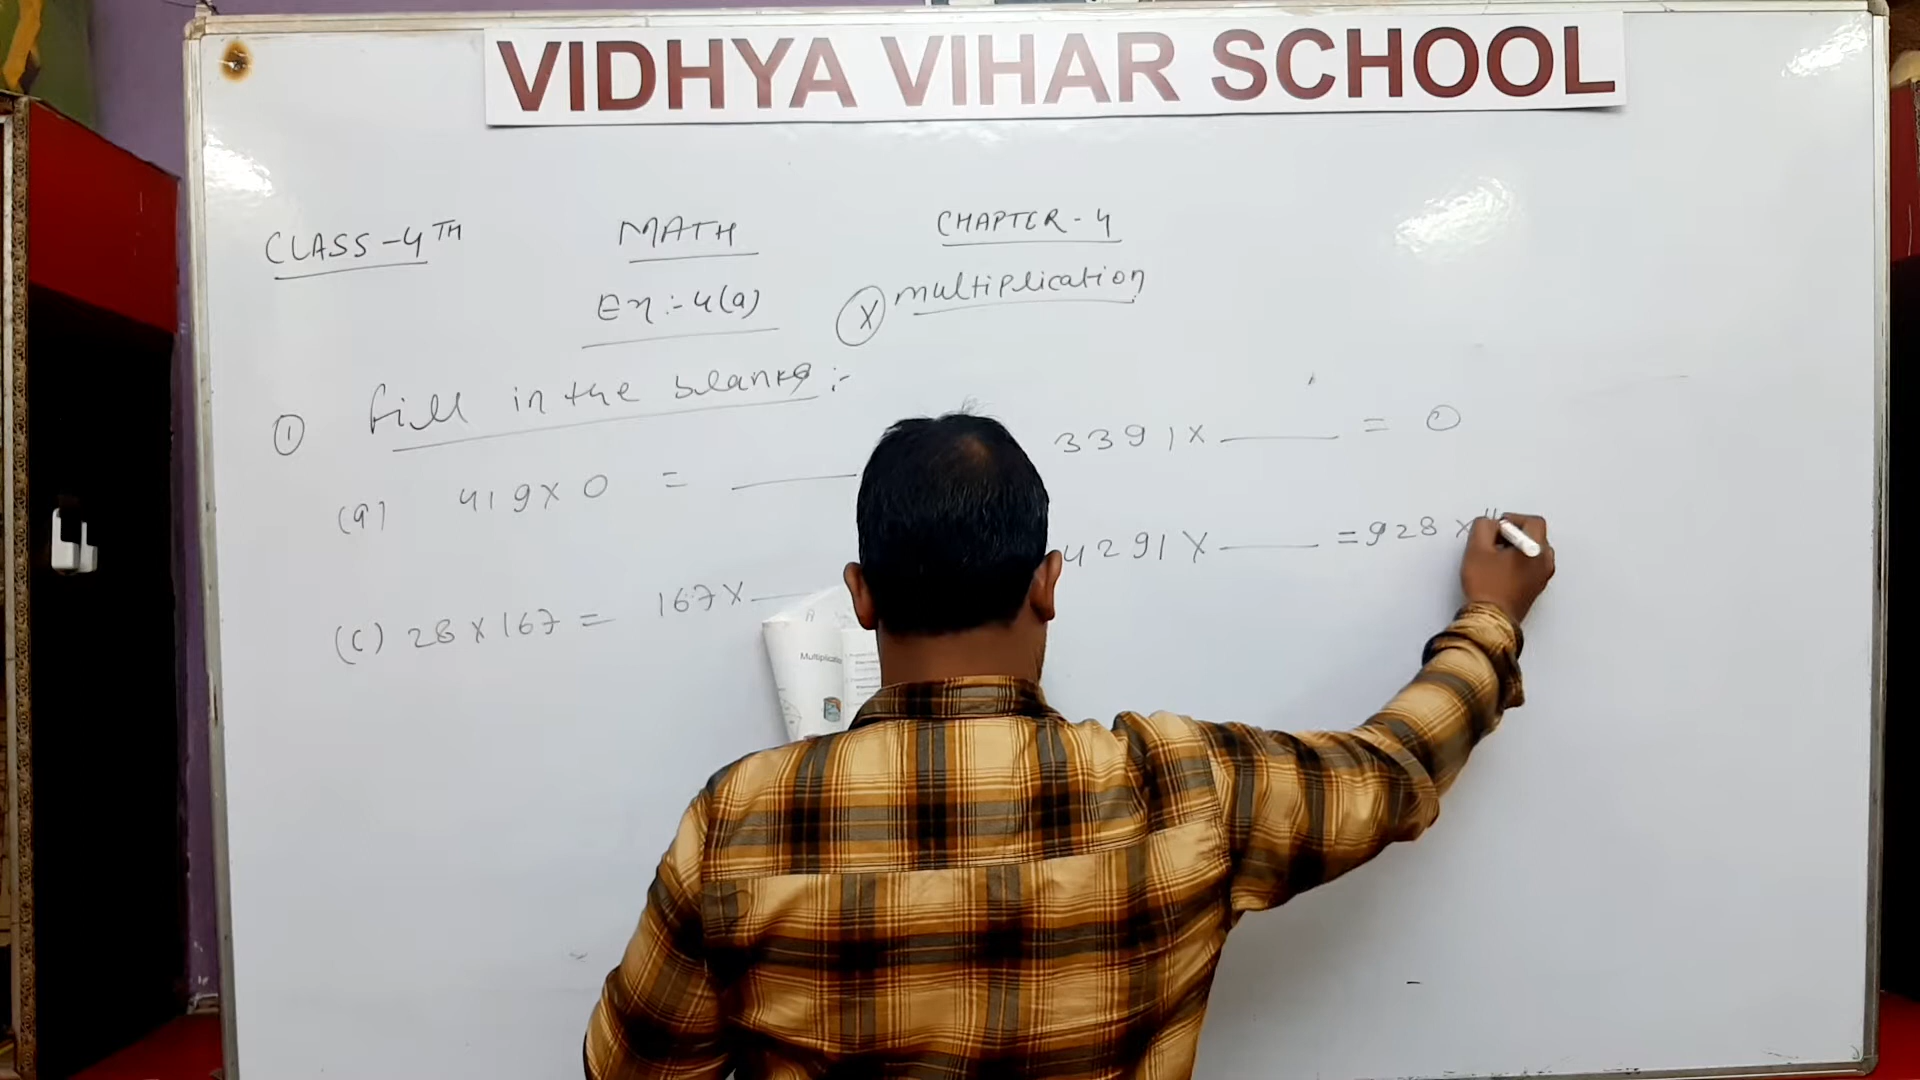 VIDHYA VIHAR SCHOOL
CLASS-4TH MATH CHAPTER-4
Ex:-4(a) (X) multiplication
① fill in the blanks:-
(a) 419 X 0 = ____ 3391 X ____ = 0
(c) 28 X 167 = 167 X ____ 4291 X ____ = 928 X